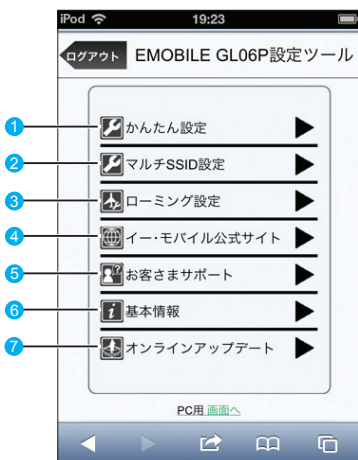 iPod 19:23
ログアウト EMOBILE GL06P設定ツール
1 かんたん設定
2 マルチSSID設定
3 ローミング設定
4 イー・モバイル公式サイト
5 お客さまサポート
6 基本情報
7 オンラインアップデート
PC用 画面へ